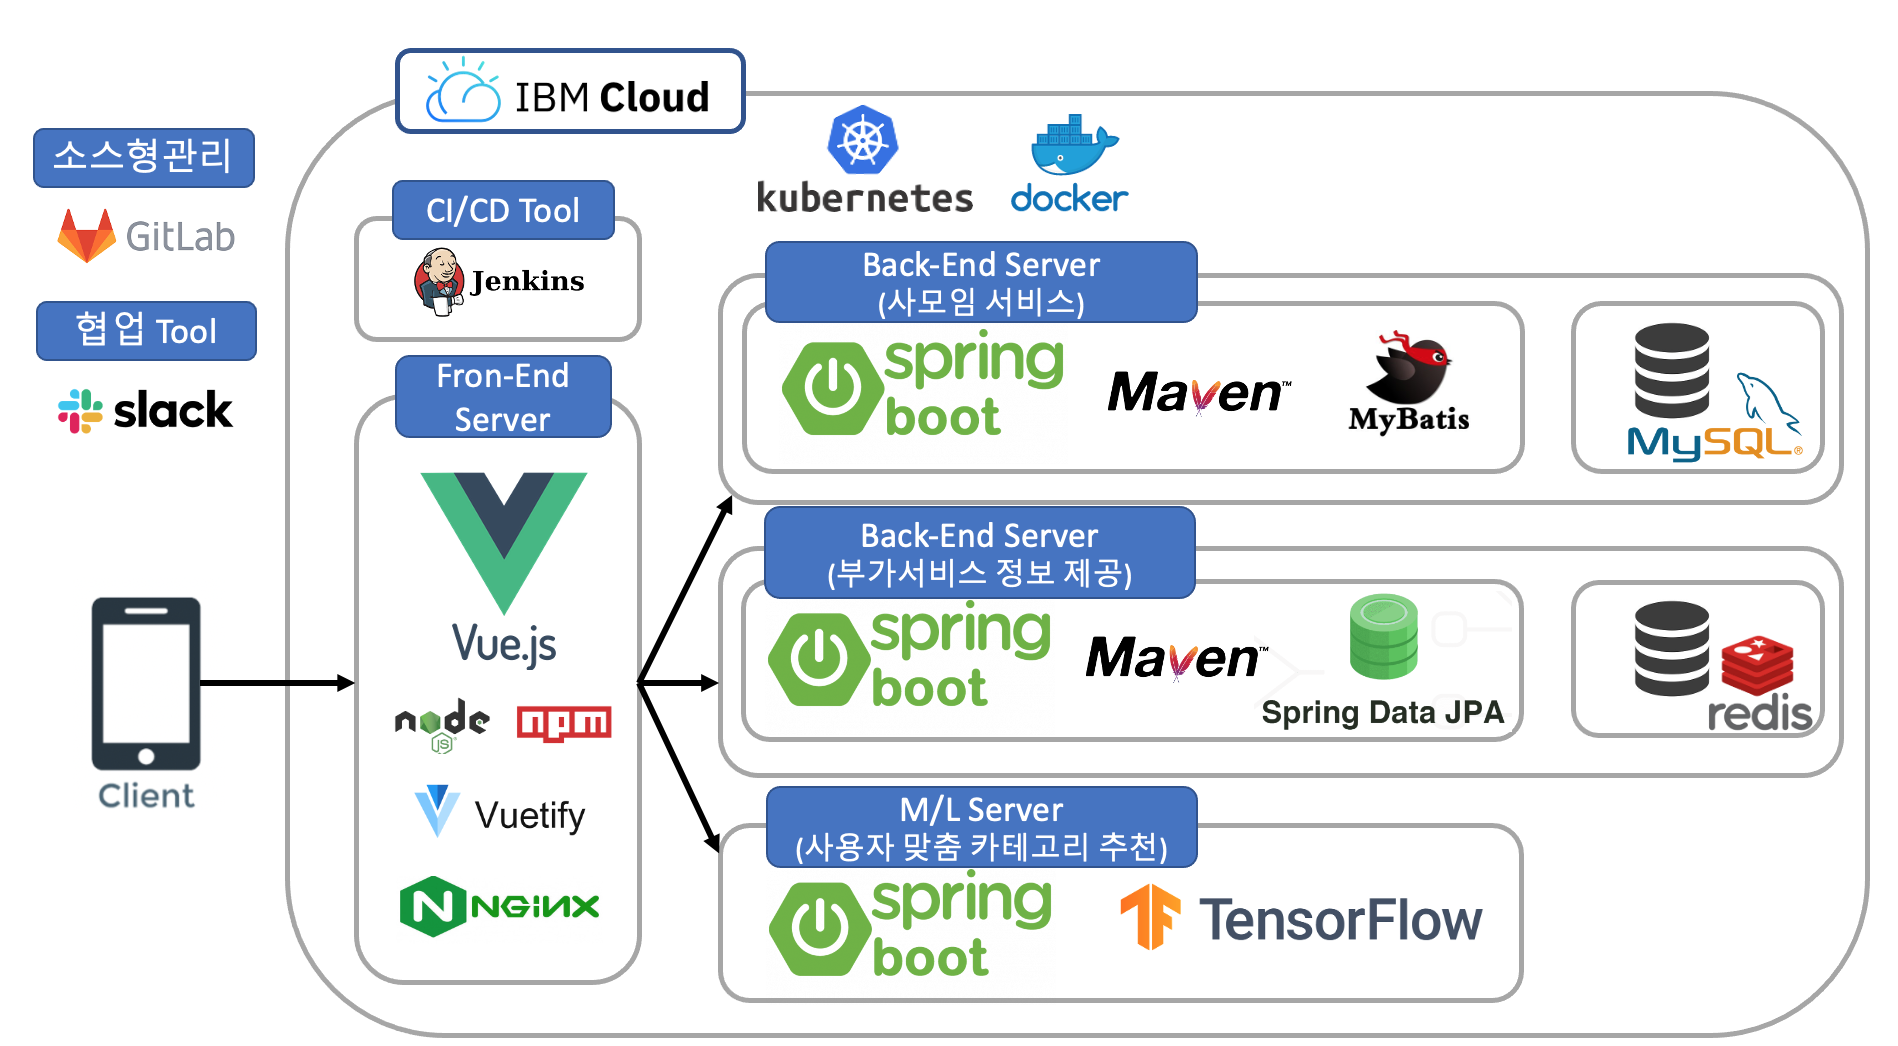 IBM Cloud
소스형관리
GitLab
협업 Tool
slack
Client
CI/CD Tool
Jenkins
Fron-End
Server
Vue.js
node
JS
npm
Vuetify
NGINX
kubernetes
docker
Back-End Server
(사모임 서비스)
spring
boot
Maven™
MyBatis
MySQL®
Back-End Server
(부가서비스 정보 제공)
spring
boot
Maven™
Spring Data JPA
redis
M/L Server
(사용자 맞춤 카테고리 추천)
spring
boot
TensorFlow